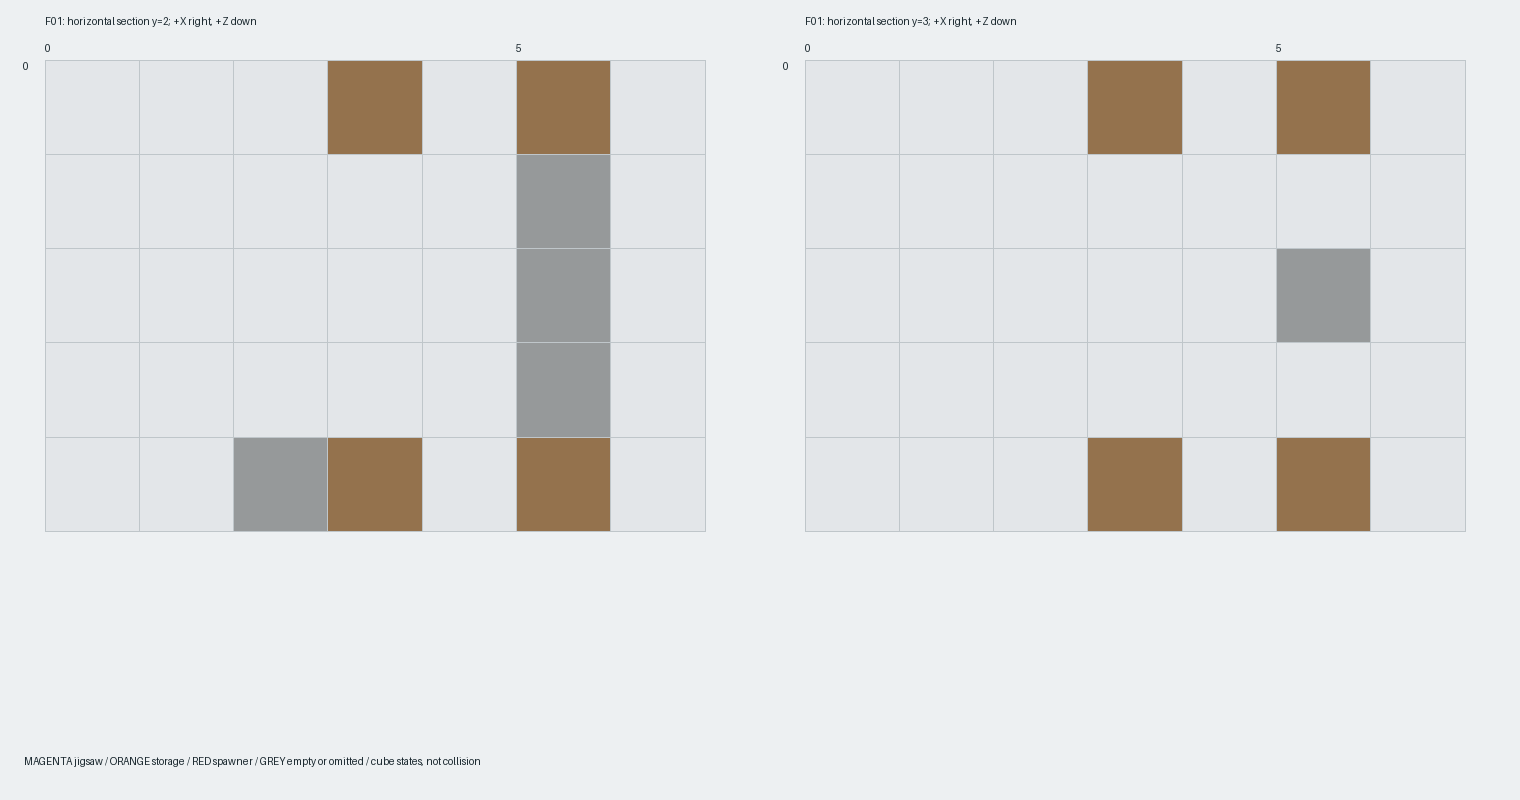 F01: horizontal section y=2; +X right, +Z down
F01: horizontal section y=3; +X right, +Z down
0 5
0 5
0
0
MAGENTA jigsaw / ORANGE storage / RED spawner / GREY empty or omitted / cube states, not collision